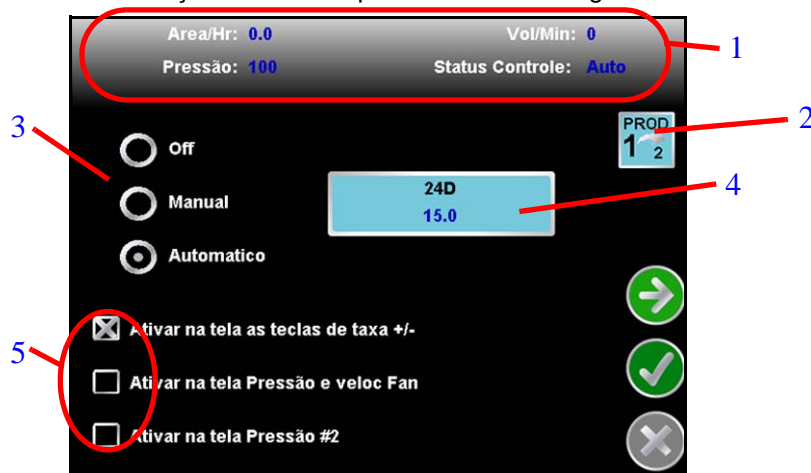 Area/Hr: 0.0 Vol/Min: 0
1
Pressão: 100 Status Controle: Auto
PROD
1 2
2
3
Off
Manual
24D
15.0
4
Automatico
Ativar na tela as teclas de taxa +/-
5
Ativar na tela Pressão e veloc Fan
Ativar na tela Pressão #2